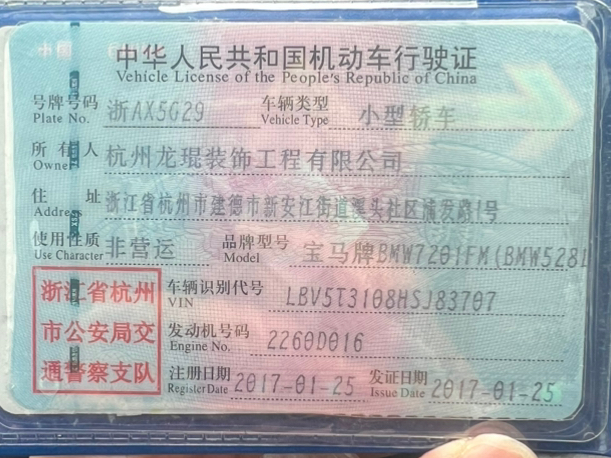 中华人民共和国机动车行驶证
Vehicle License of the People's Republic of China
号牌号码 浙AX5G29 车辆类型 小型轿车
Plate No. Vehicle Type
所有人 杭州龙琨装饰工程有限公司
Owner
住址 浙江省杭州市建德市新安江街道溪头社区浦发路1号
Address
使用性质 非营运 品牌型号 宝马牌BMW7201FM(BMW528l
Use Character Model
浙江省杭州 车辆识别代号 LBV5T3108HSJ83707
VIN
市公安局交 发动机号码 2260D016
Engine No.
通警察支队 注册日期 2017-01-25 发证日期 2017-01-25
Register Date Issue Date